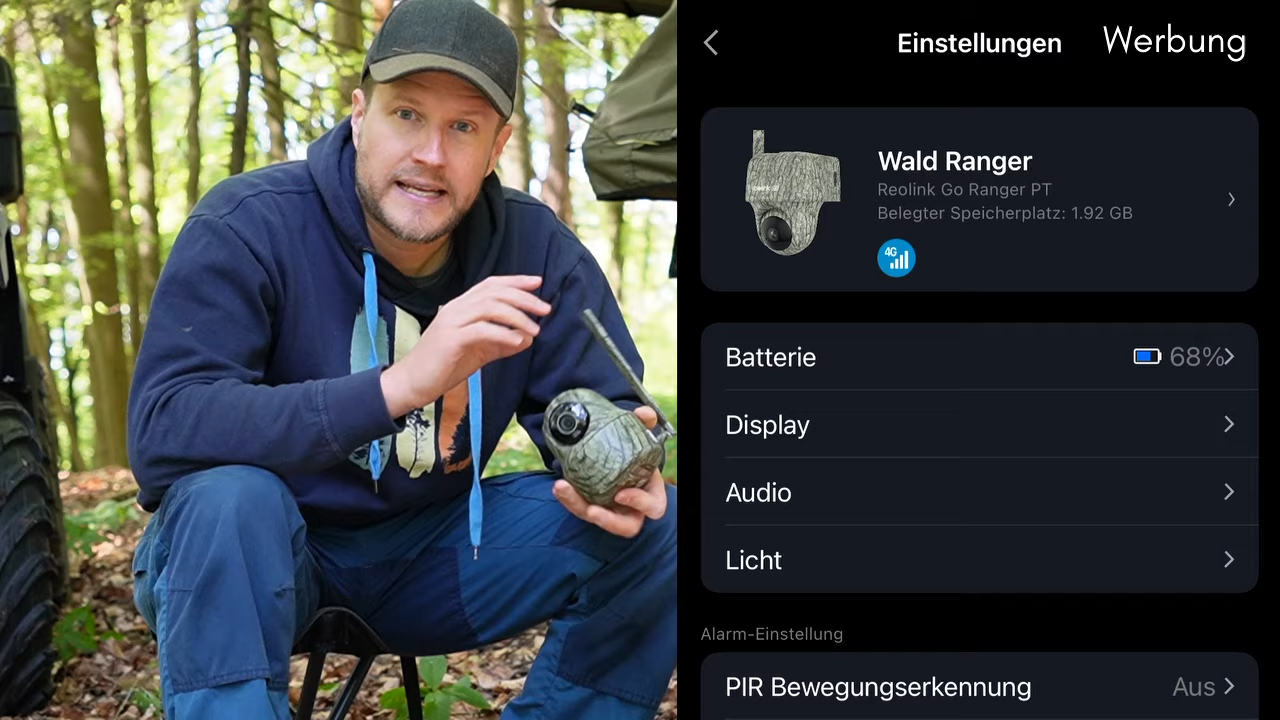 Einstellungen
Werbung
Wald Ranger
Reolink Go Ranger PT
Belegter Speicherplatz: 1.92 GB
4G
Batterie
68%
Display
Audio
Licht
Alarm-Einstellung
PIR Bewegungserkennung
Aus